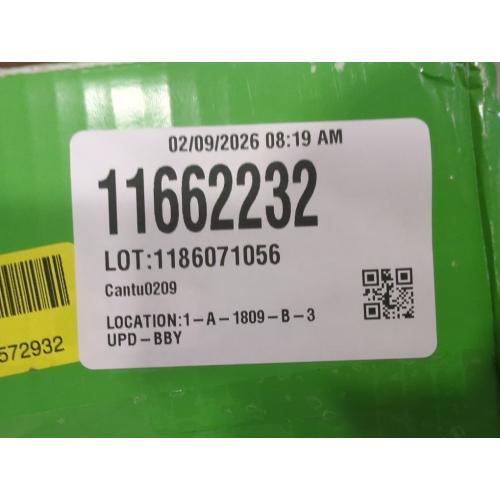 02/09/2026 08:19 AM
11662232
LOT:1186071056
Cantu0209
LOCATION:1-A-1809-B-3
UPD-BBY
572932